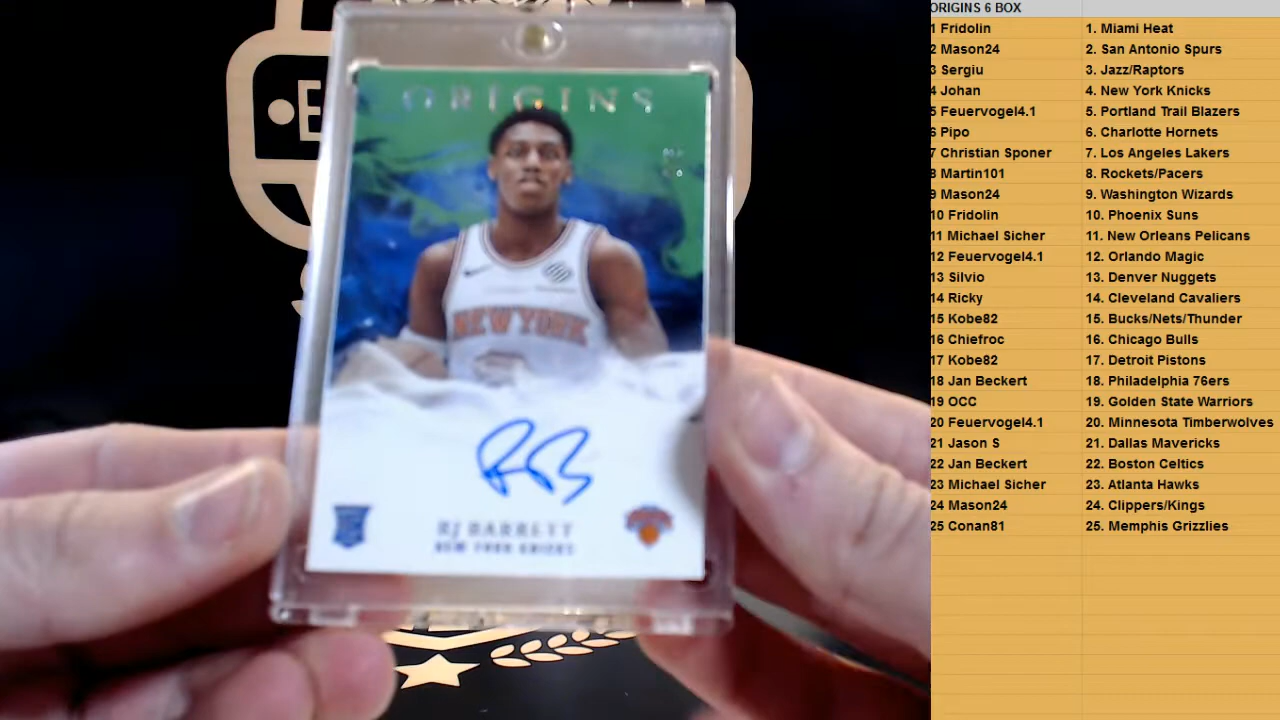 ORIGINS
NEW YORK
RJ BARRETT
NEW YORK KNICKS
ORIGINS 6 BOX
1 Fridolin 1. Miami Heat
2 Mason24 2. San Antonio Spurs
3 Sergiu 3. Jazz/Raptors
4 Johan 4. New York Knicks
5 Feuervogel4.1 5. Portland Trail Blazers
6 Pipo 6. Charlotte Hornets
7 Christian Sponer 7. Los Angeles Lakers
8 Martin101 8. Rockets/Pacers
9 Mason24 9. Washington Wizards
10 Fridolin 10. Phoenix Suns
11 Michael Sicher 11. New Orleans Pelicans
12 Feuervogel4.1 12. Orlando Magic
13 Silvio 13. Denver Nuggets
14 Ricky 14. Cleveland Cavaliers
15 Kobe82 15. Bucks/Nets/Thunder
16 Chiefroc 16. Chicago Bulls
17 Kobe82 17. Detroit Pistons
18 Jan Beckert 18. Philadelphia 76ers
19 OCC 19. Golden State Warriors
20 Feuervogel4.1 20. Minnesota Timberwolves
21 Jason S 21. Dallas Mavericks
22 Jan Beckert 22. Boston Celtics
23 Michael Sicher 23. Atlanta Hawks
24 Mason24 24. Clippers/Kings
25 Conan81 25. Memphis Grizzlies